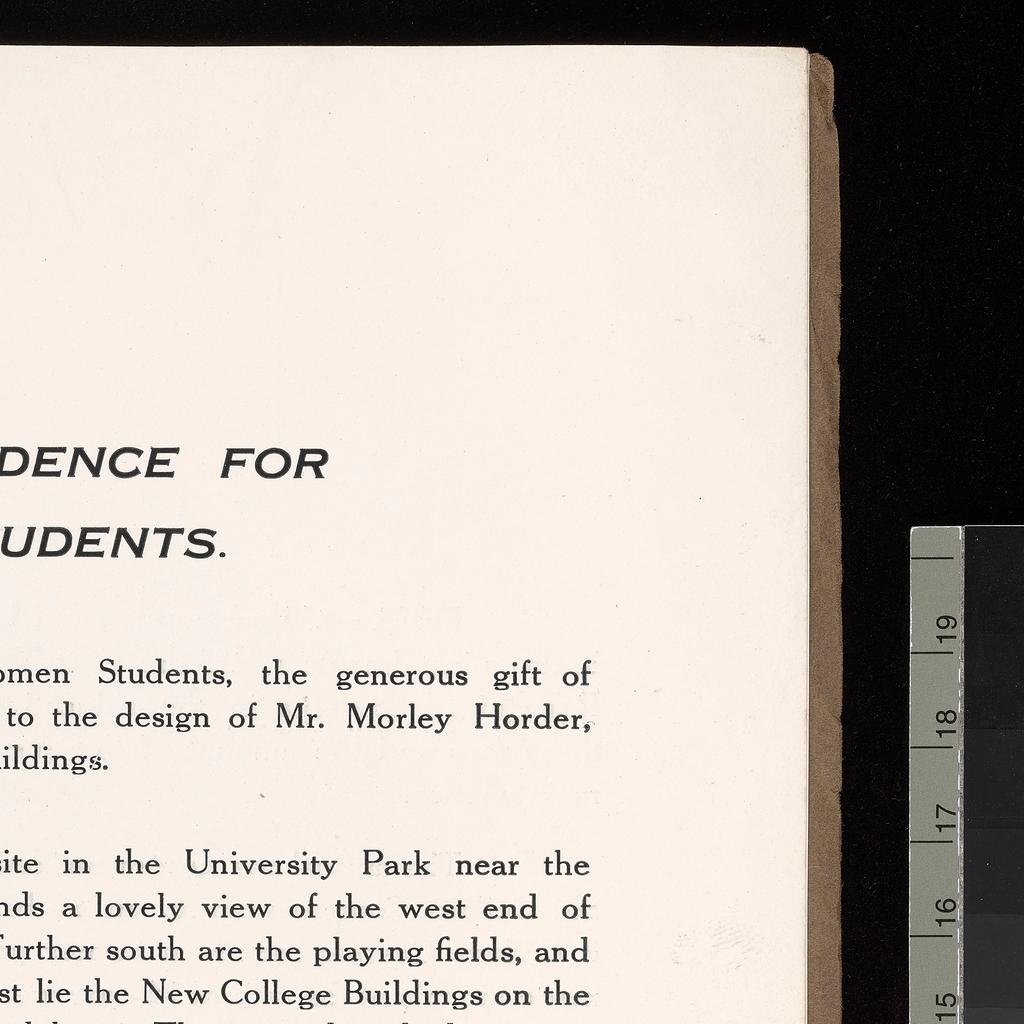 DENCE FOR
UDENTS.
omen Students, the generous gift of
to the design of Mr. Morley Horder,
ildings.
site in the University Park near the
nds a lovely view of the west end of
further south are the playing fields, and
st lie the New College Buildings on the
19
18
17
16
15